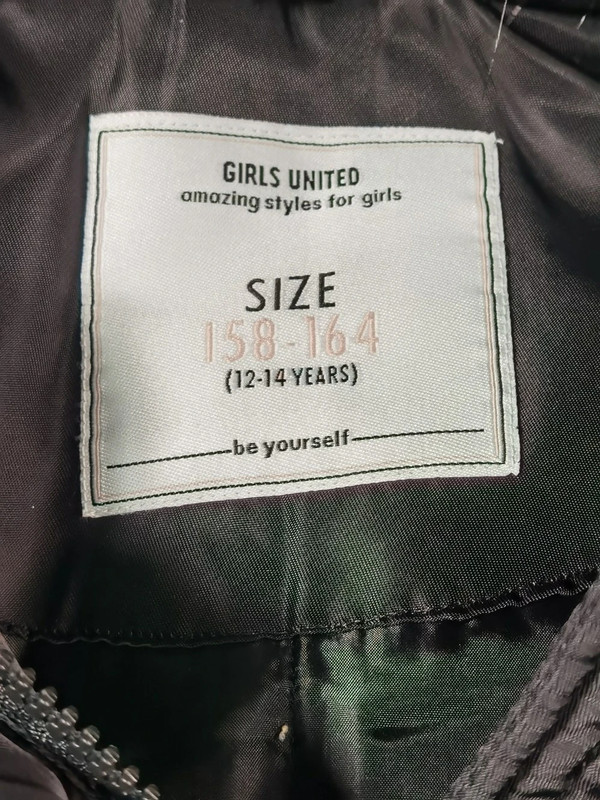 GIRLS UNITED
amazing styles for girls
SIZE
158-164
(12-14 YEARS)
be yourself